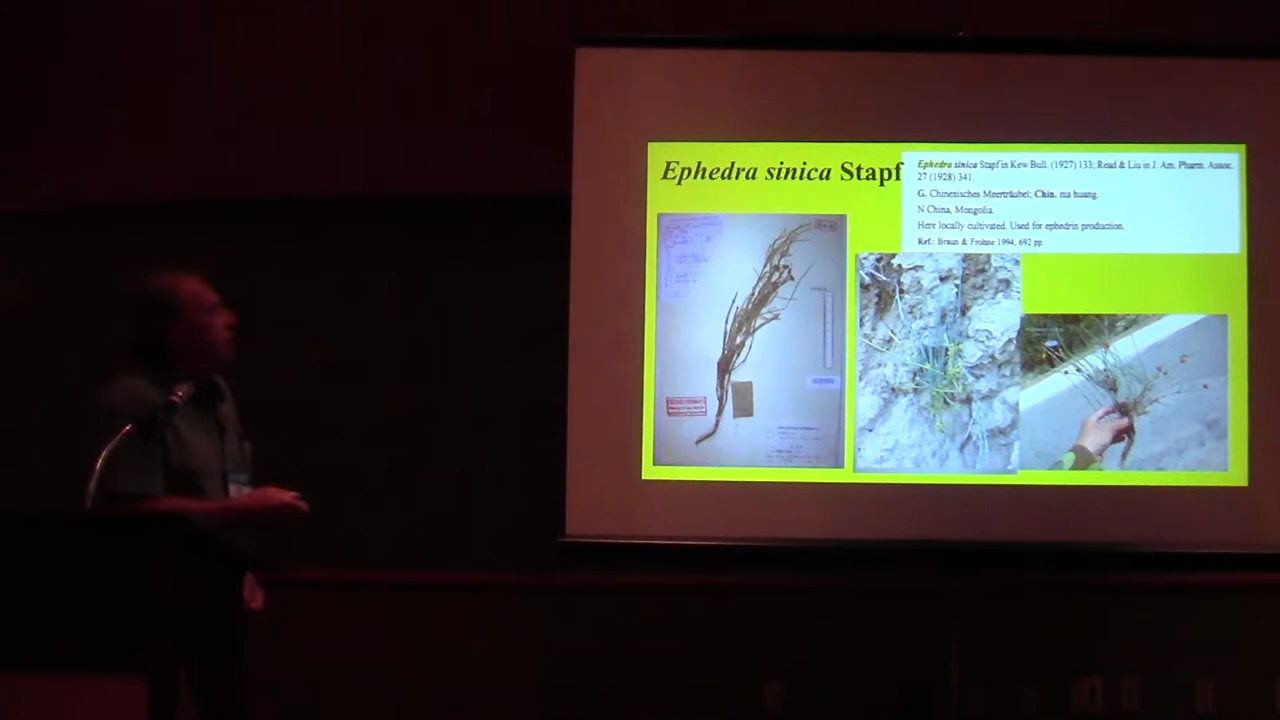 Ephedra sinica Stapf
Ephedra sinica Stapf in Kew Bull. (1927) 133; Read & Liu in J. Am. Pharm. Assoc.
27 (1928) 341.
G. Chinesisches Meerträubel; Chin. ma huang.
N China, Mongolia.
Here locally cultivated. Used for ephedrin production.
Ref.: Braun & Frohne 1994, 692 pp.